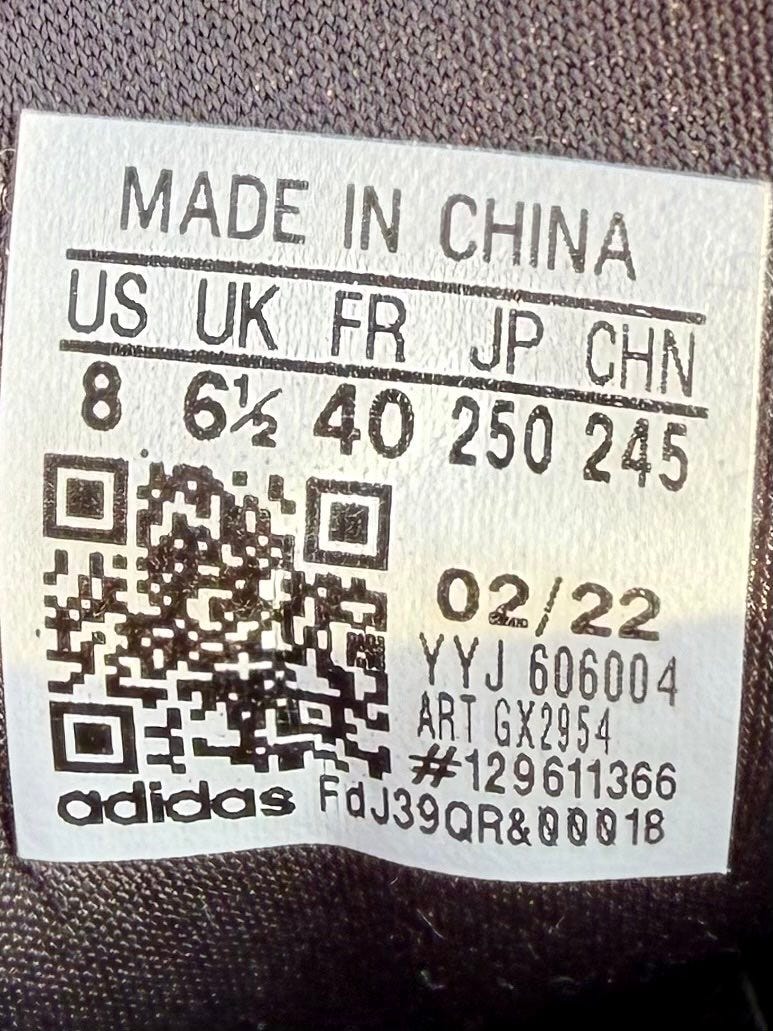 MADE IN CHINA
US UK FR JP CHN
8 6½ 40 250 245
02/22
YYJ 606004
ART GX2954
#129611366
adidas FdJ39QR&00018